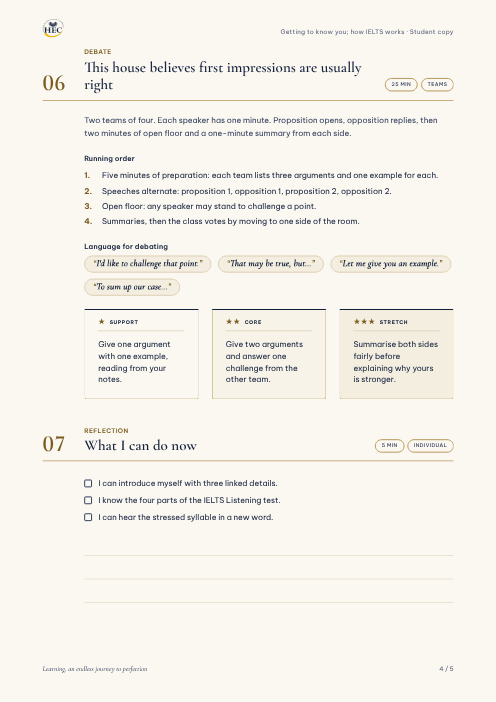 HEC
Getting to know you; how IELTS works · Student copy
DEBATE
06
This house believes first impressions are usually
right
25 MIN
TEAMS
Two teams of four. Each speaker has one minute. Proposition opens, opposition replies, then
two minutes of open floor and a one-minute summary from each side.
Running order
1. Five minutes of preparation: each team lists three arguments and one example for each.
2. Speeches alternate: proposition 1, opposition 1, proposition 2, opposition 2.
3. Open floor: any speaker may stand to challenge a point.
4. Summaries, then the class votes by moving to one side of the room.
Language for debating
“I'd like to challenge that point.” “That may be true, but…” “Let me give you an example.”
“To sum up our case…”
★ SUPPORT
Give one argument
with one example,
reading from your
notes.
★★ CORE
Give two arguments
and answer one
challenge from the
other team.
★★★ STRETCH
Summarise both sides
fairly before
explaining why yours
is stronger.
REFLECTION
07 What I can do now
5 MIN
INDIVIDUAL
I can introduce myself with three linked details.
I know the four parts of the IELTS Listening test.
I can hear the stressed syllable in a new word.
Learning, an endless journey to perfection
4 / 5